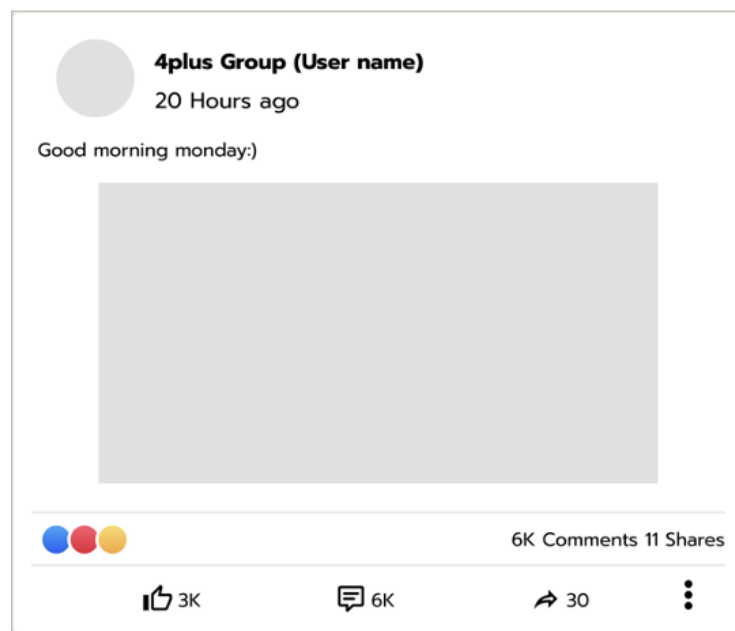 4plus Group (User name)
20 Hours ago
Good morning monday:)
6K Comments 11 Shares
3K 6K 30